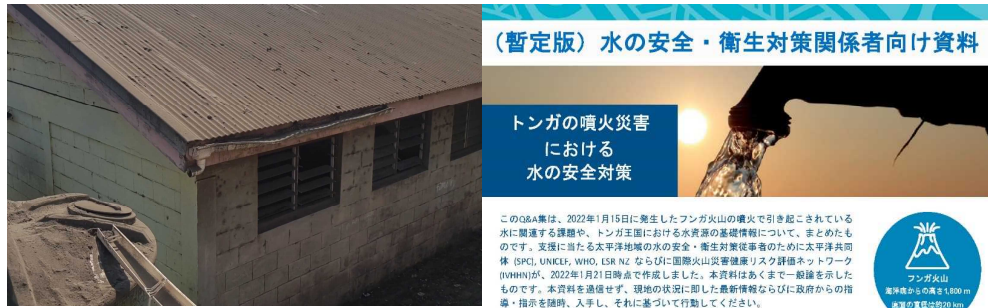 （暫定版）水の安全・衛生対策関係者向け資料
トンガの噴火災害
における
水の安全対策
このQ&A集は、2022年1月15日に発生したフンガ火山の噴火で引き起こされている
水に関連する課題や、トンガ王国における水資源の基礎情報について、まとめたも
のです。支援に当たる太平洋地域の水の安全・衛生対策従事者のために太平洋共同
体 (SPC), UNICEF, WHO, ESR NZ ならびに国際火山災害健康リスク評価ネットワーク
(IVHHN)が、2022年1月21日時点で作成しました。本資料はあくまで一般論を示した
ものです。本資料を過信せず、現地の状況に即した最新情報ならびに政府からの指
導・指示を随時、入手し、それに基づいて行動してください。
フンガ火山
海洋底からの高さ1,800 m
海面の直径は約20 km